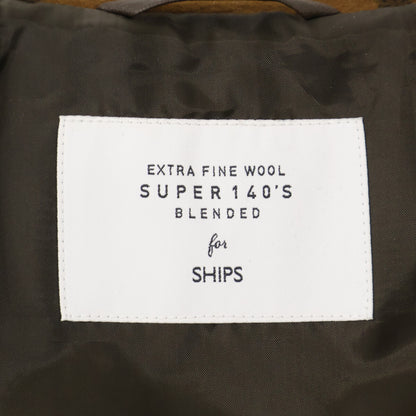 EXTRA FINE WOOL
SUPER 140'S
BLENDED
for
SHIPS